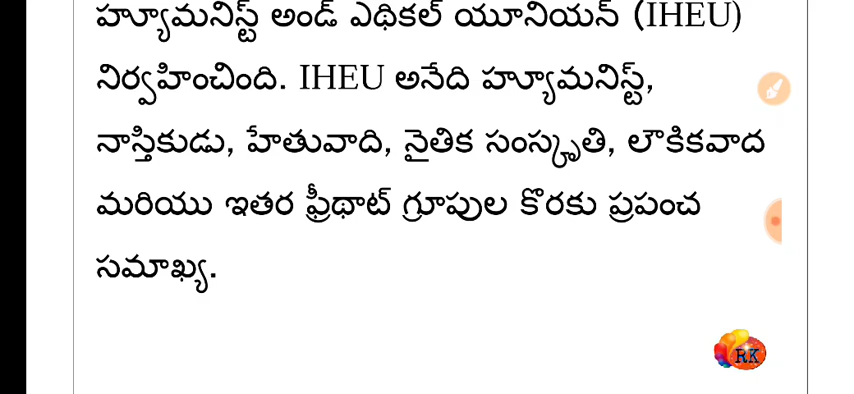 హ్యూమనిస్ట్ అండ్ ఎథికల్ యూనియన్ (IHEU)
నిర్వహించింది. IHEU అనేది హ్యూమనిస్ట్,
నాస్తికుడు, హేతువాది, నైతిక సంస్కృతి, లౌకికవాద
మరియు ఇతర ఫ్రీథాట్ గ్రూపుల కొరకు ప్రపంచ
సమాఖ్య.
RK